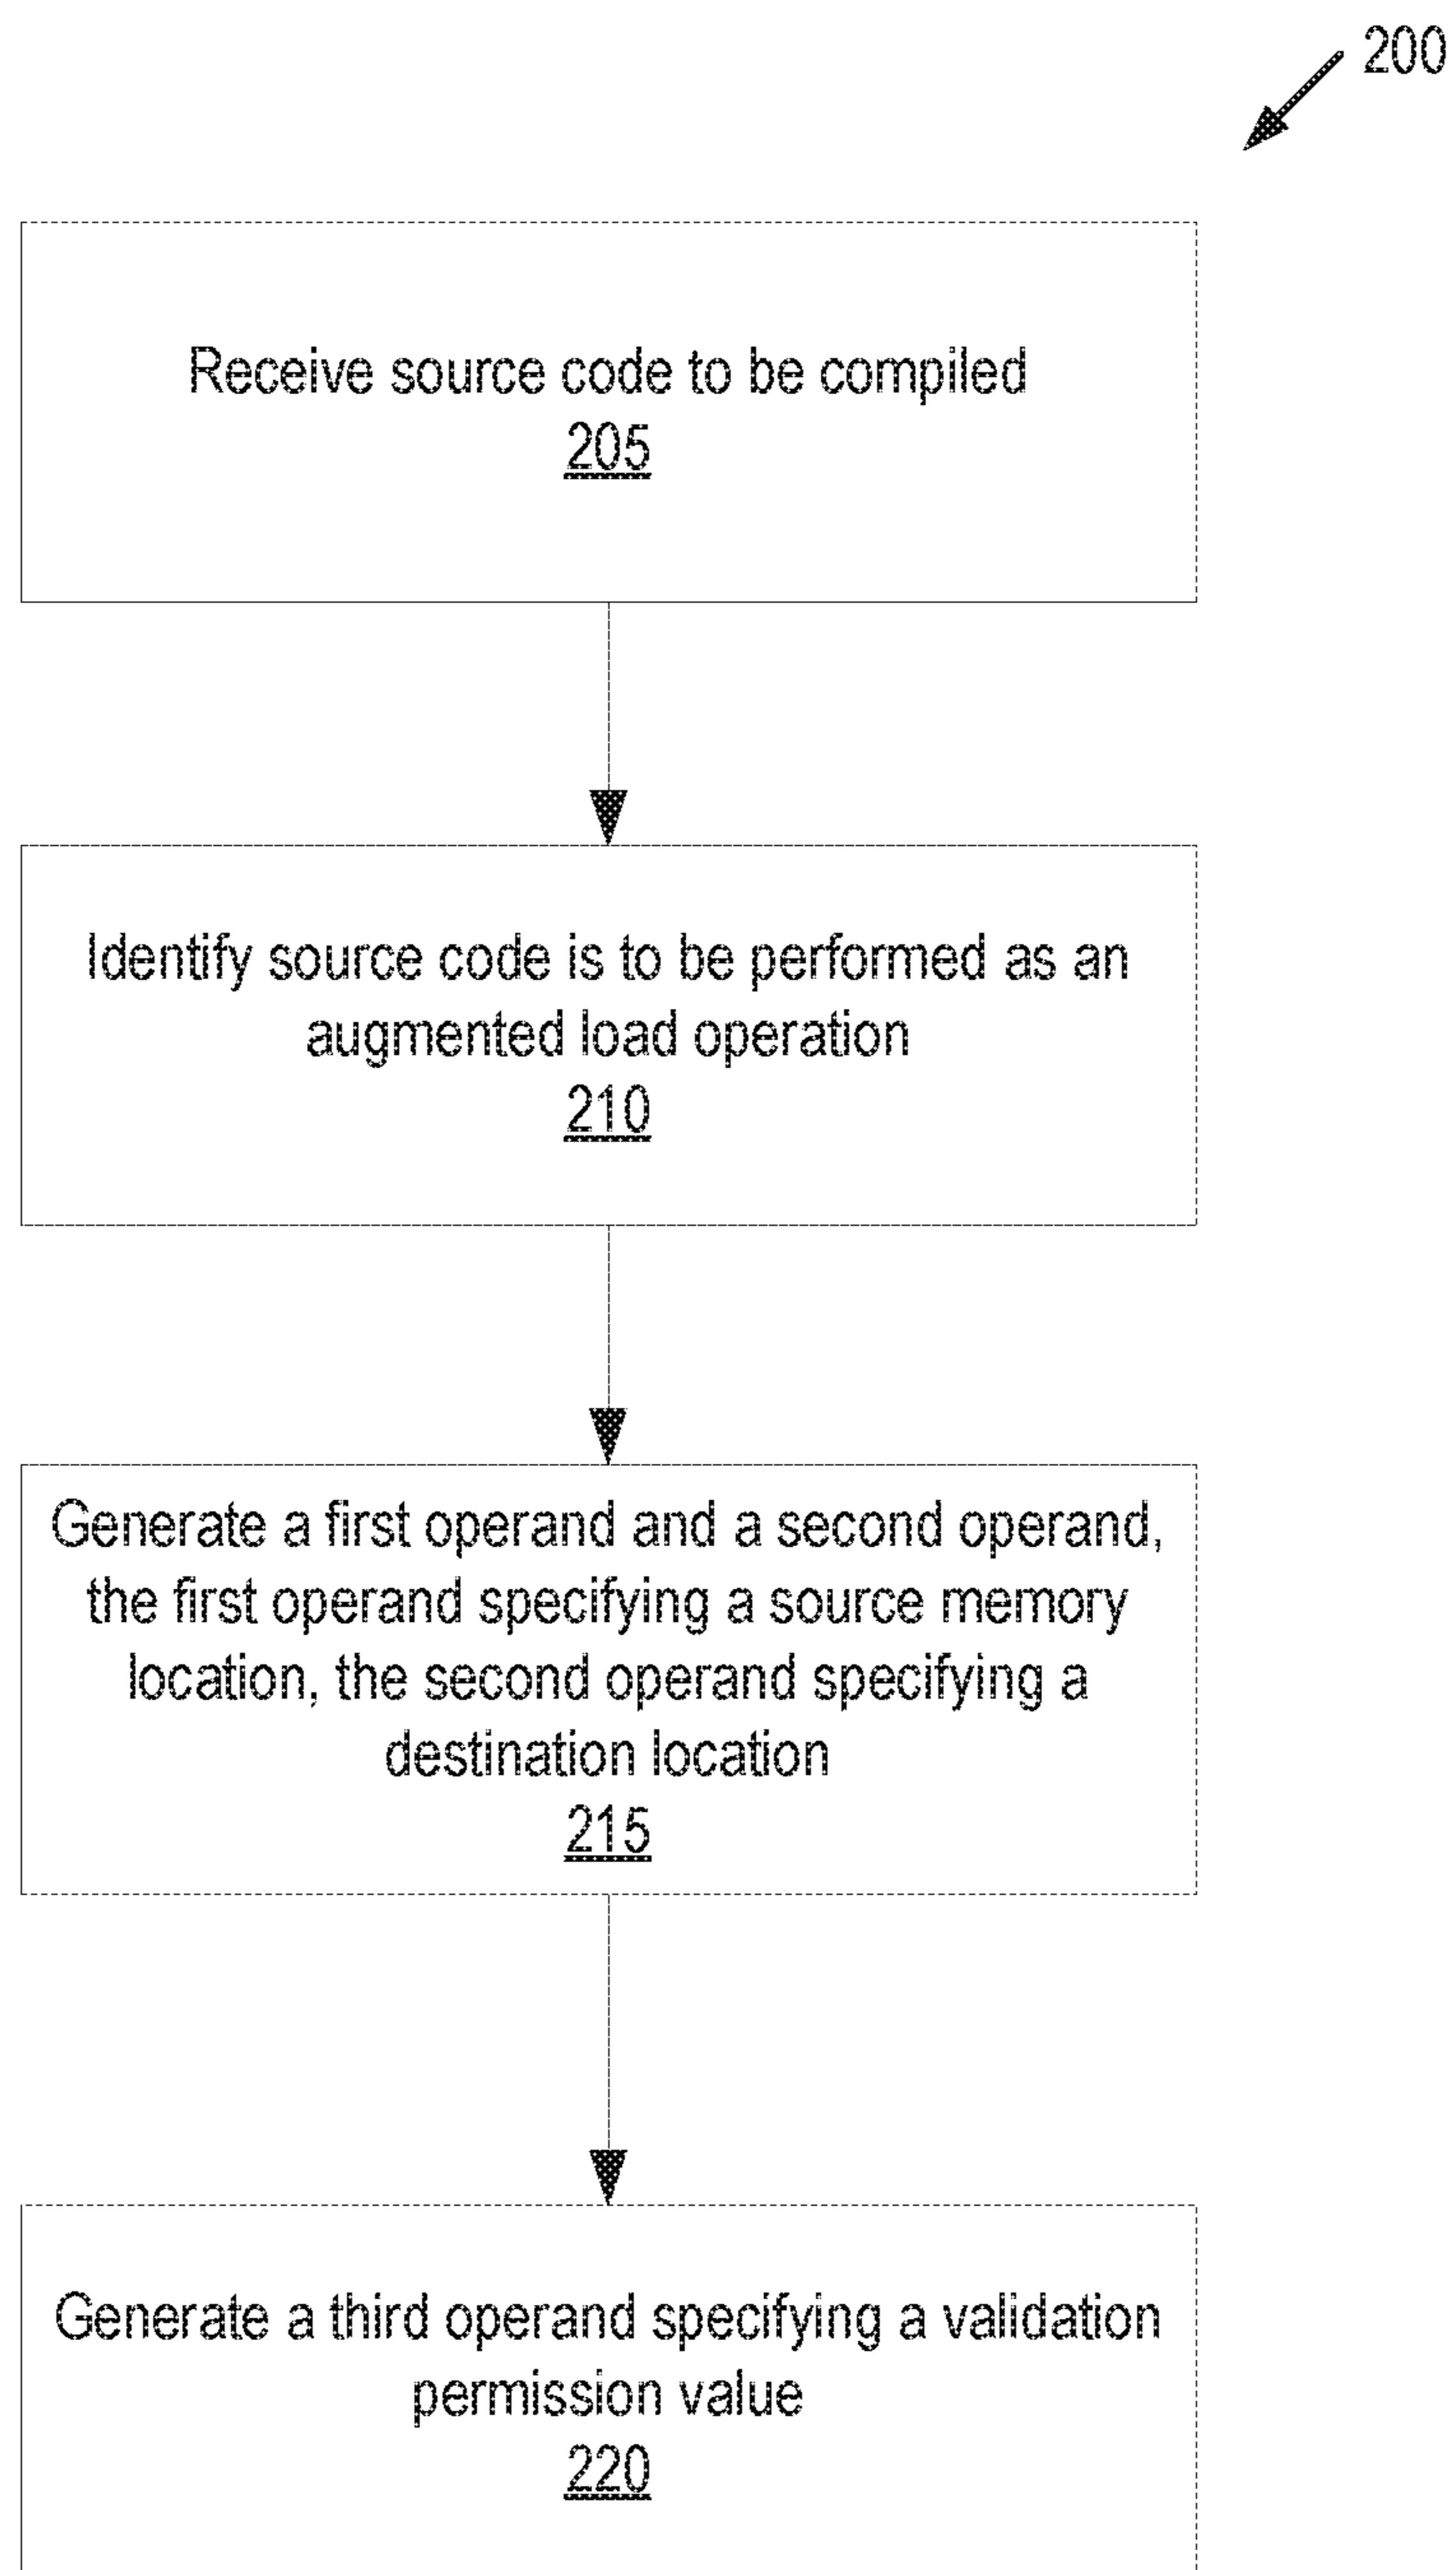 200
Receive source code to be compiled
205
Identify source code is to be performed as an
augmented load operation
210
Generate a first operand and a second operand,
the first operand specifying a source memory
location, the second operand specifying a
destination location
215
Generate a third operand specifying a validation
permission value
220